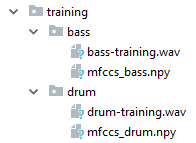 training
bass
bass-training.wav
mfccs_bass.npy
drum
drum-training.wav
mfccs_drum.npy